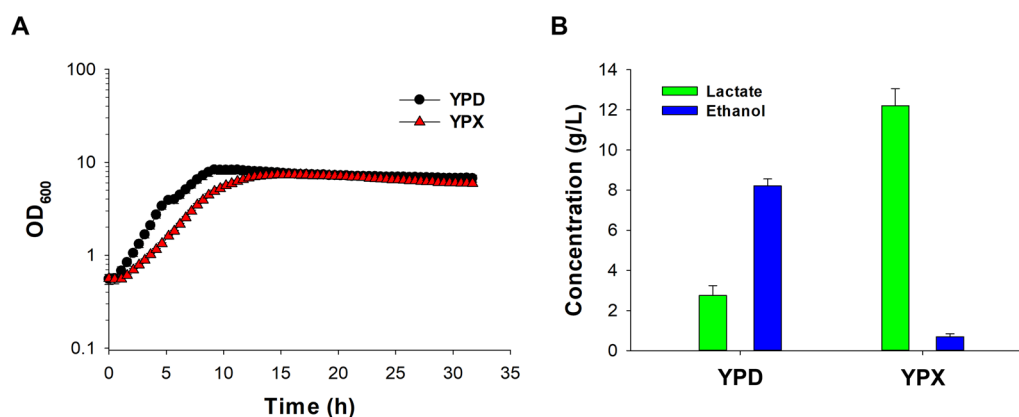 A
100
10
1
0.1
OD600
YPD
YPX
0 5 10 15 20 25 30 35
Time (h)
B
14
12
10
8
6
4
2
0
Concentration (g/L)
Lactate
Ethanol
YPD YPX